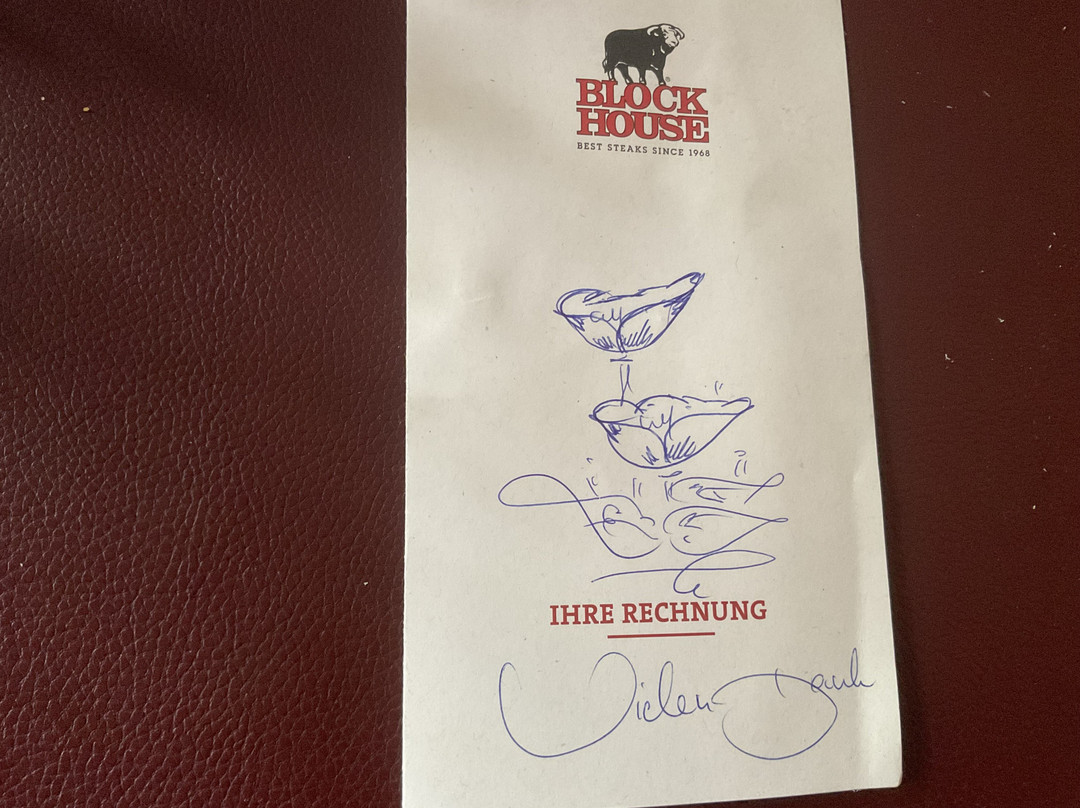 BLOCK
HOUSE
BEST STEAKS SINCE 1968
IHRE RECHNUNG
Vielen Dank